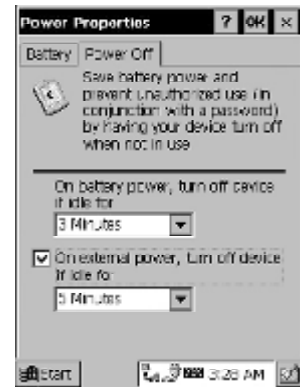 Power Properties ? OK ×
Battery Power Off
Save battery power and
prevent unauthorized use (in
conjunction with a password)
by having your device turn off
when not in use
On battery power, turn off device
if idle for
3 Minutes
On external power, turn off device
if idle for
5 Minutes
Start 3:28 AM